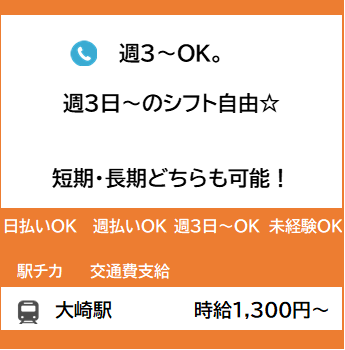 週3～OK。
週3日～のシフト自由☆
短期・長期どちらも可能！
日払いOK 週払いOK 週3日～OK 未経験OK
駅チカ 交通費支給
大崎駅 時給1,300円～